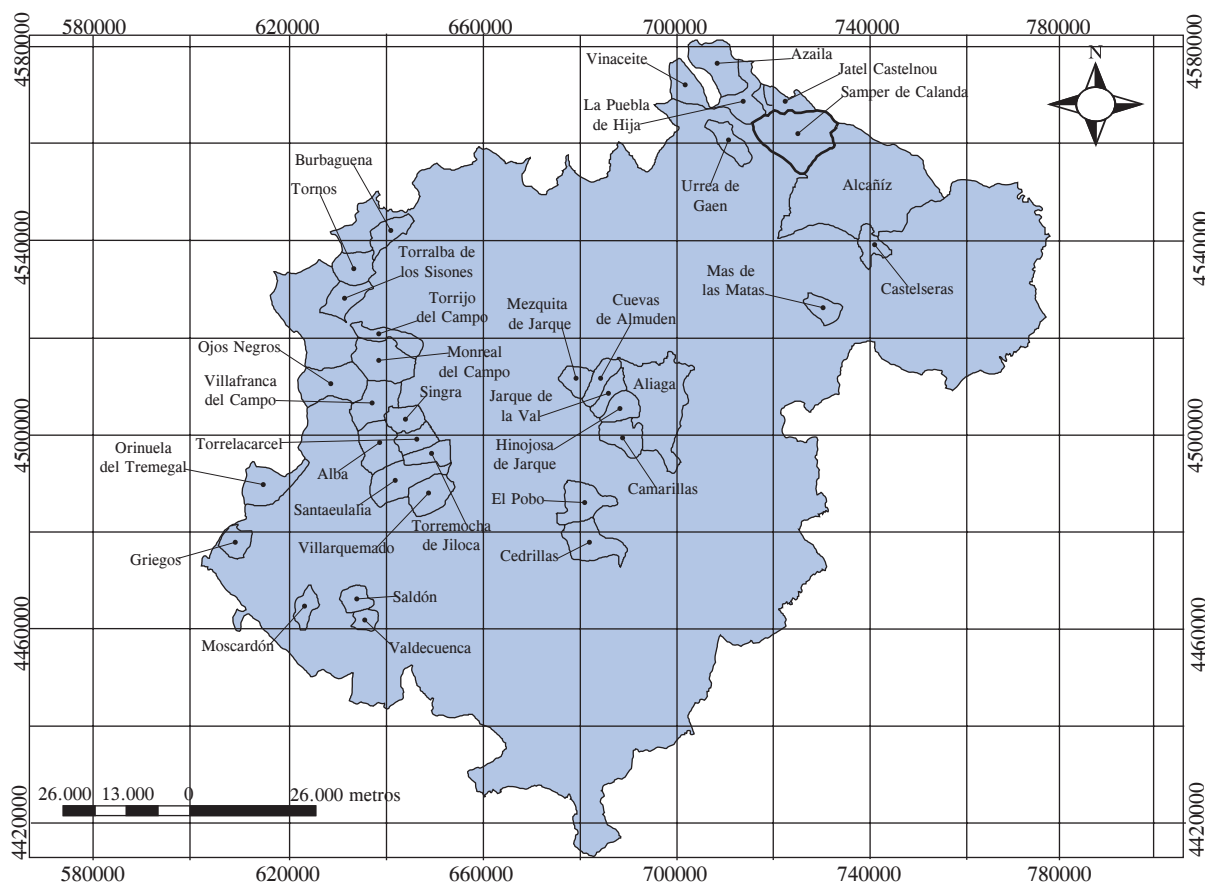 580000 620000 660000 700000 740000 780000
4580000
4580000
N
Azaila
Vinaceite
Jatel Castelnou
Samper de Calanda
La Puebla
de Hija
Burbaguena
Tornos
Urrea de
Gaen
Alcañíz
4540000
4540000
Torralba de
los Sisones
Castelseras
Mas de
las Matas
Torrijo
del Campo
Mezquita
de Jarque
Cuevas
de Almuden
Ojos Negros
Monreal
del Campo
Villafranca
del Campo
Singra
Jarque de
la Val
Aliaga
4500000
4500000
Torrelacarcel
Hinojosa
de Jarque
Orinuela
del Tremegal
Alba
Camarillas
Santaeulalia
El Pobo
Torremocha
de Jiloca
Villarquemado
Griegos
Cedrillas
Saldón
4460000
4460000
Moscardón
Valdecuenca
26.000 13.000 0 26.000 metros
4420000
4420000
580000 620000 660000 700000 740000 780000